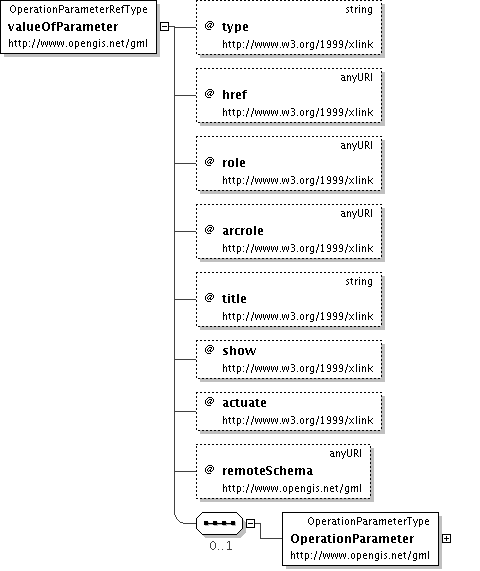 OperationParameterRefType
valueOfParameter
http://www.opengis.net/gml
string
@ type
http://www.w3.org/1999/xlink
anyURI
@ href
http://www.w3.org/1999/xlink
anyURI
@ role
http://www.w3.org/1999/xlink
anyURI
@ arcrole
http://www.w3.org/1999/xlink
string
@ title
http://www.w3.org/1999/xlink
@ show
http://www.w3.org/1999/xlink
@ actuate
http://www.w3.org/1999/xlink
anyURI
@ remoteSchema
http://www.opengis.net/gml
0..1
OperationParameterType
OperationParameter
http://www.opengis.net/gml